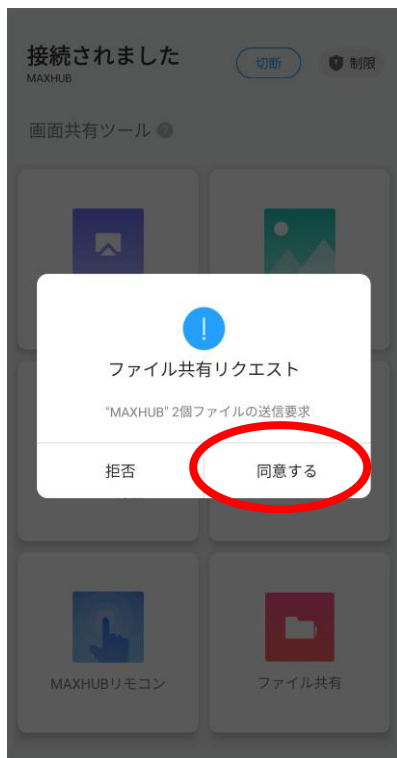 接続されました
MAXHUB
切断
制限
画面共有ツール
ファイル共有リクエスト
"MAXHUB" 2個ファイルの送信要求
拒否
同意する
MAXHUBリモコン
ファイル共有